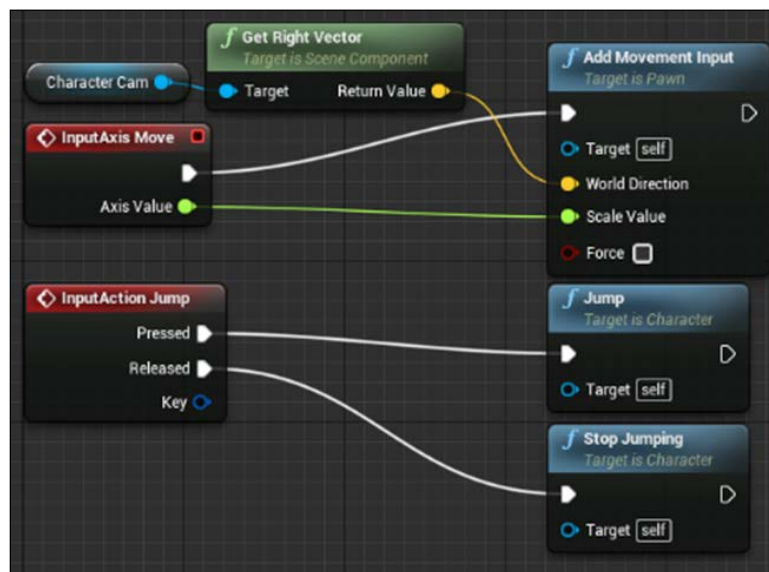 Get Right Vector
Target is Scene Component
Character Cam
Target Return Value
Add Movement Input
Target is Pawn
Target self
World Direction
Scale Value
Force
InputAxis Move
Axis Value
InputAction Jump
Pressed
Released
Key
Jump
Target is Character
Target self
Stop Jumping
Target is Character
Target self